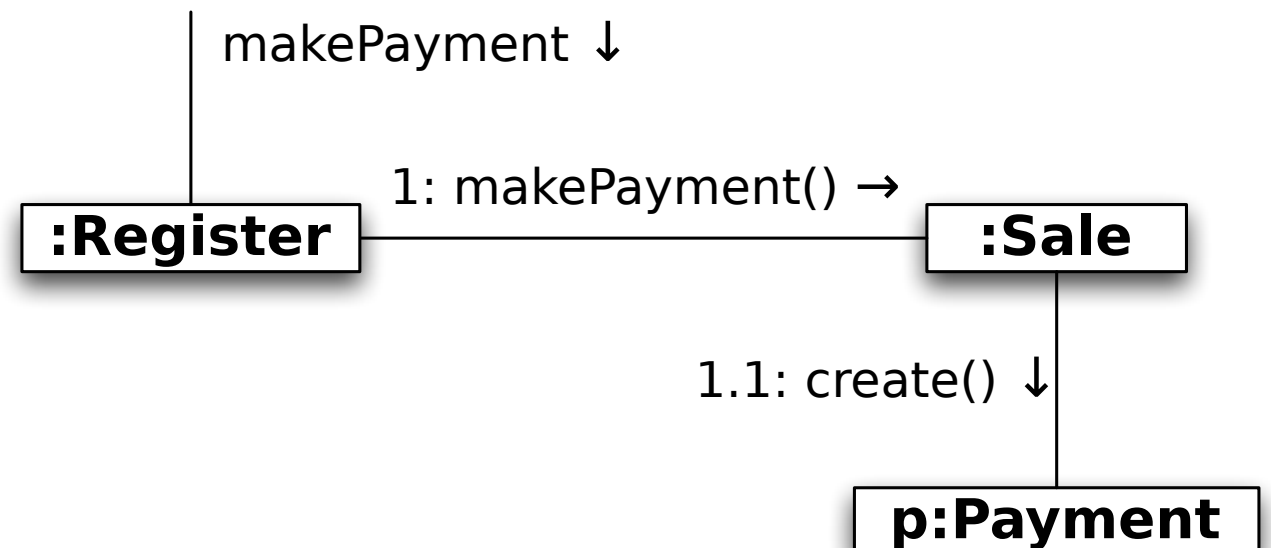 makePayment ↓
1: makePayment() →
:Register
:Sale
1.1: create() ↓
p:Payment